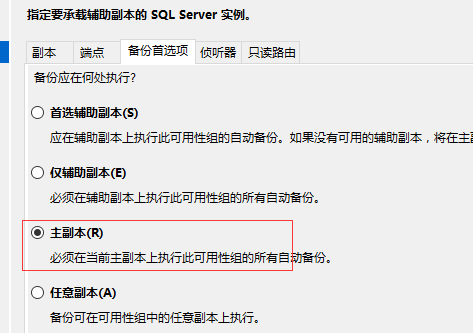 指定要承载辅助副本的 SQL Server 实例。
副本 端点 备份首选项 侦听器 只读路由
备份应在何处执行?
首选辅助副本(S)
应在辅助副本上执行此可用性组的自动备份。如果没有可用的辅助副本，将在主副
仅辅助副本(E)
必须在辅助副本上执行此可用性组的所有自动备份。
主副本(R)
必须在当前主副本上执行此可用性组的所有自动备份。
任意副本(A)
备份可在可用性组中的任意副本上执行。